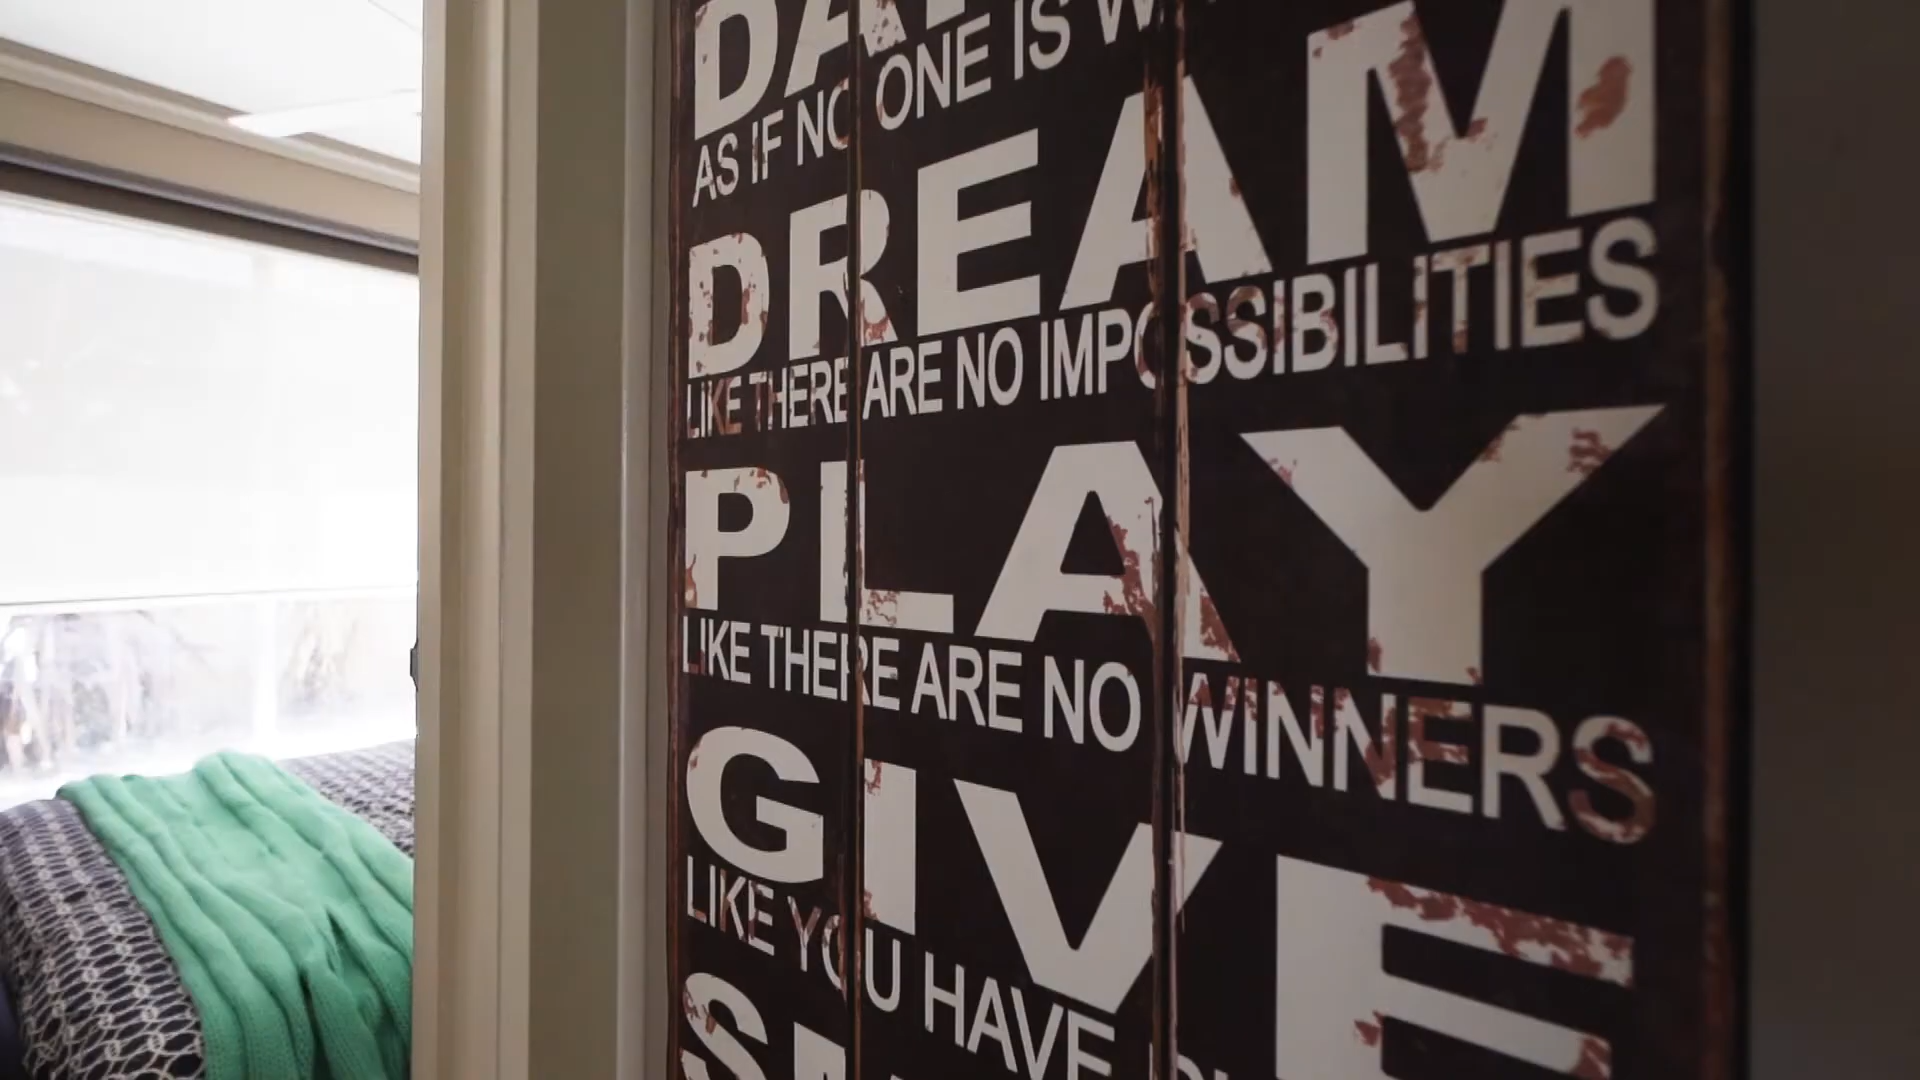 AS IF NO ONE IS
DREAM
LIKE THERE ARE NO IMPOSSIBILITIES
PLAY
LIKE THERE ARE NO WINNERS
GIVE
LIKE YOU HAVE